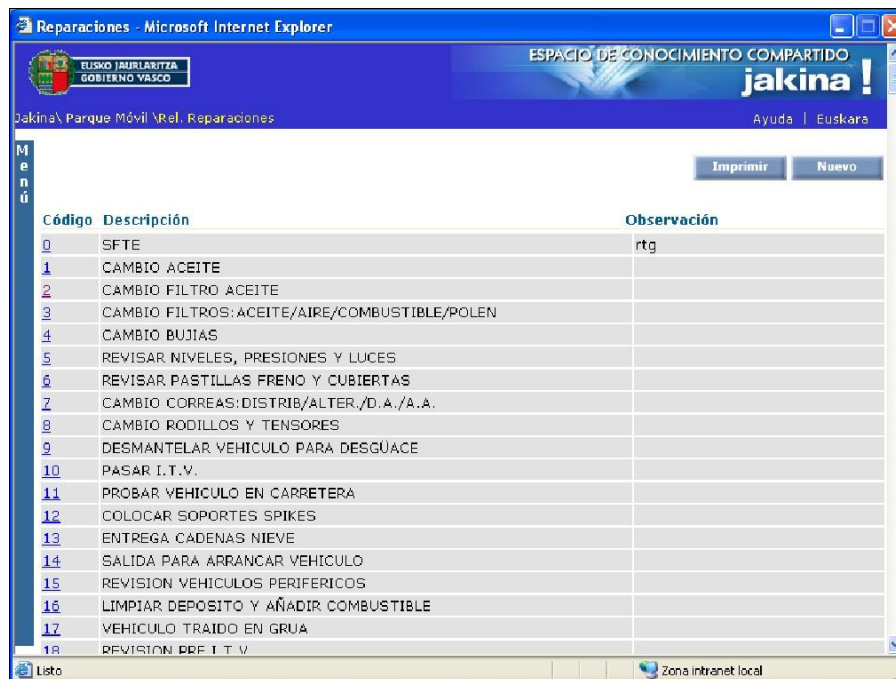 Reparaciones - Microsoft Internet Explorer
EUSKO JAURLARITZA
GOBIERNO VASCO
ESPACIO DE CONOCIMIENTO COMPARTIDO
jakina!
Jakina\ Parque Móvil \Rel. Reparaciones
Ayuda | Euskara
Menú
Imprimir Nuevo
Código Descripción Observación
0 SFTE rtg
1 CAMBIO ACEITE
2 CAMBIO FILTRO ACEITE
3 CAMBIO FILTROS:ACEITE/AIRE/COMBUSTIBLE/POLEN
4 CAMBIO BUJIAS
5 REVISAR NIVELES, PRESIONES Y LUCES
6 REVISAR PASTILLAS FRENO Y CUBIERTAS
7 CAMBIO CORREAS:DISTRIB/ALTER./D.A./A.A.
8 CAMBIO RODILLOS Y TENSORES
9 DESMANTELAR VEHICULO PARA DESGÜACE
10 PASAR I.T.V.
11 PROBAR VEHICULO EN CARRETERA
12 COLOCAR SOPORTES SPIKES
13 ENTREGA CADENAS NIEVE
14 SALIDA PARA ARRANCAR VEHICULO
15 REVISION VEHICULOS PERIFERICOS
16 LIMPIAR DEPOSITO Y AÑADIR COMBUSTIBLE
17 VEHICULO TRAIDO EN GRUA
18 REVISION PRE I.T.V.
Listo
Zona intranet local